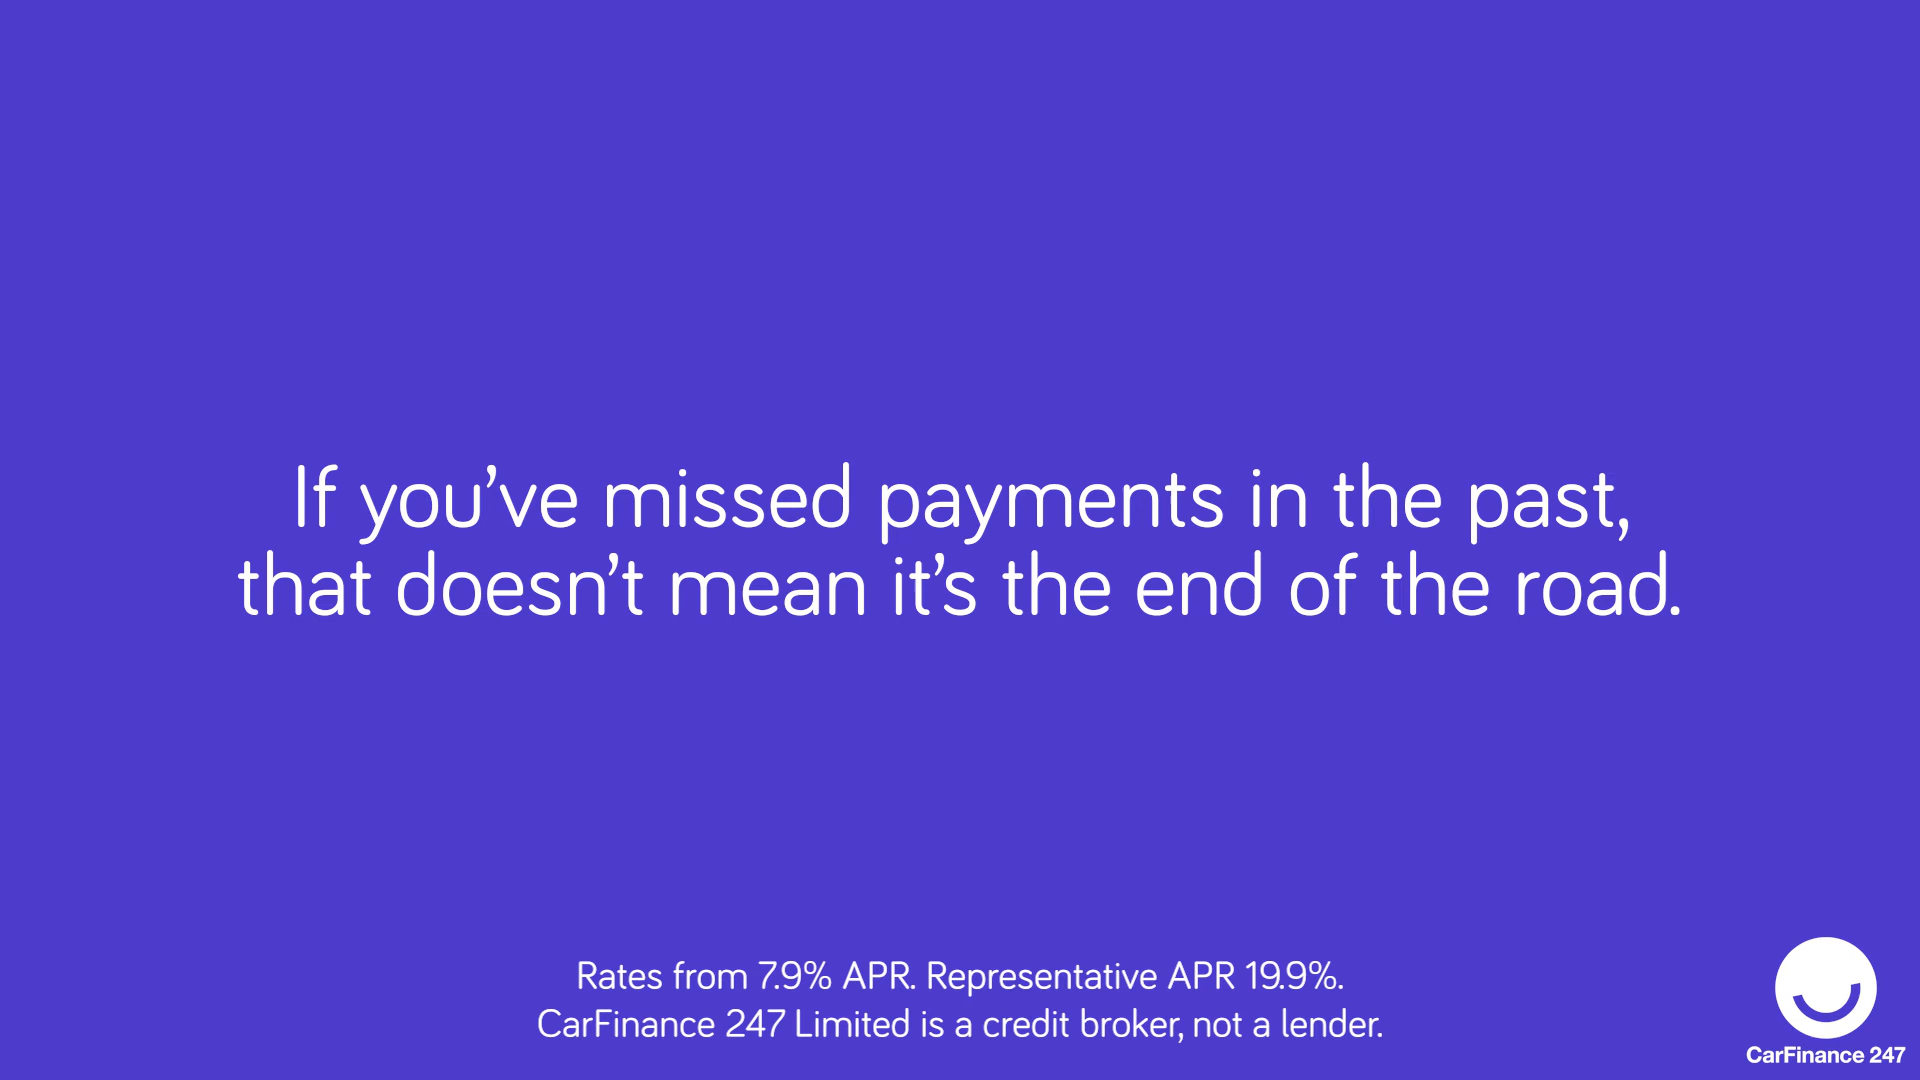 If you’ve missed payments in the past,
that doesn’t mean it’s the end of the road.
Rates from 7.9% APR. Representative APR 19.9%.
CarFinance 247 Limited is a credit broker, not a lender.
CarFinance 247